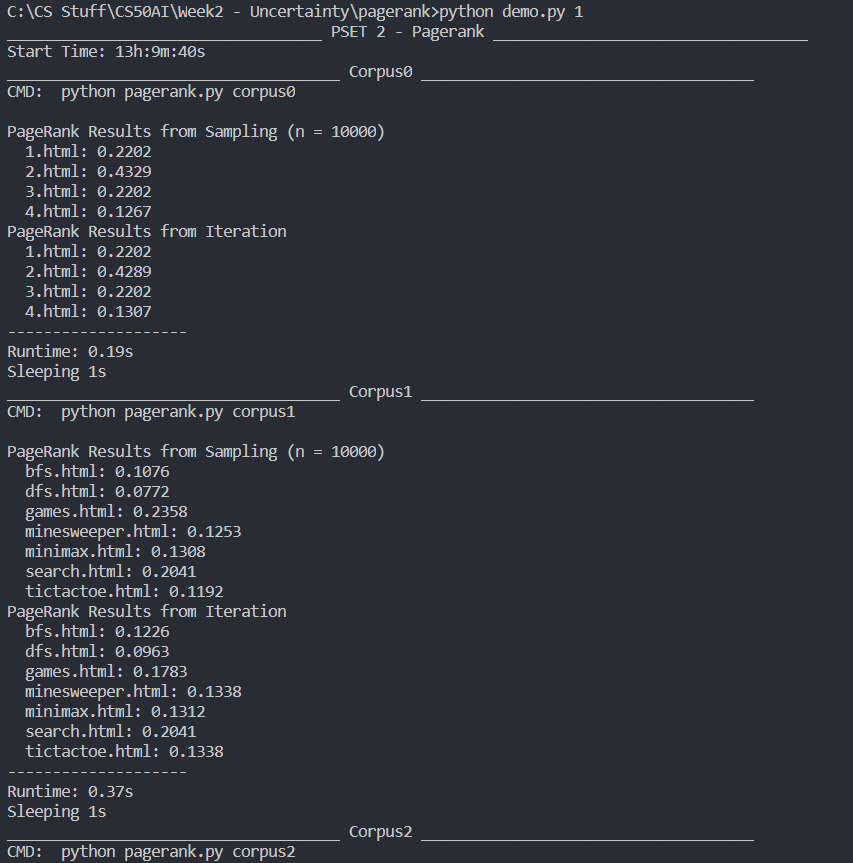 C:\CS Stuff\CS50AI\Week2 - Uncertainty\pagerank>python demo.py 1
___________________________________ PSET 2 - Pagerank ___________________________________
Start Time: 13h:9m:40s
_____________________________________ Corpus0 _____________________________________
CMD:  python pagerank.py corpus0

PageRank Results from Sampling (n = 10000)
  1.html: 0.2202
  2.html: 0.4329
  3.html: 0.2202
  4.html: 0.1267
PageRank Results from Iteration
  1.html: 0.2202
  2.html: 0.4289
  3.html: 0.2202
  4.html: 0.1307
--------------------
Runtime: 0.19s
Sleeping 1s
_____________________________________ Corpus1 _____________________________________
CMD:  python pagerank.py corpus1

PageRank Results from Sampling (n = 10000)
  bfs.html: 0.1076
  dfs.html: 0.0772
  games.html: 0.2358
  minesweeper.html: 0.1253
  minimax.html: 0.1308
  search.html: 0.2041
  tictactoe.html: 0.1192
PageRank Results from Iteration
  bfs.html: 0.1226
  dfs.html: 0.0963
  games.html: 0.1783
  minesweeper.html: 0.1338
  minimax.html: 0.1312
  search.html: 0.2041
  tictactoe.html: 0.1338
--------------------
Runtime: 0.37s
Sleeping 1s
_____________________________________ Corpus2 _____________________________________
CMD:  python pagerank.py corpus2